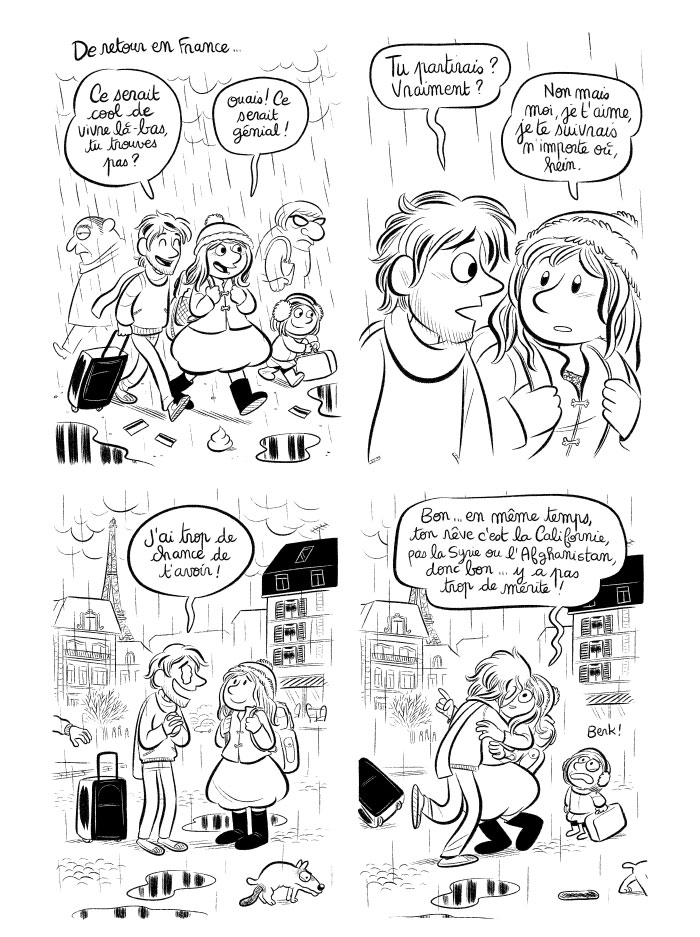 De retour en France...
Ce serait
cool de
vivre là-bas,
tu trouves
pas ?
ouais ! Ce
serait
génial !
Tu partirais ?
Vraiment ?
Non mais
moi, je t'aime,
je te suivrais
n'importe où,
hein.
J'ai trop de
chance de
t'avoir !
Bon... en même temps,
ton rêve c'est la Californie,
pas la Syrie ou l'Afghanistan,
donc bon... y a pas
trop de mérite !
Berk !